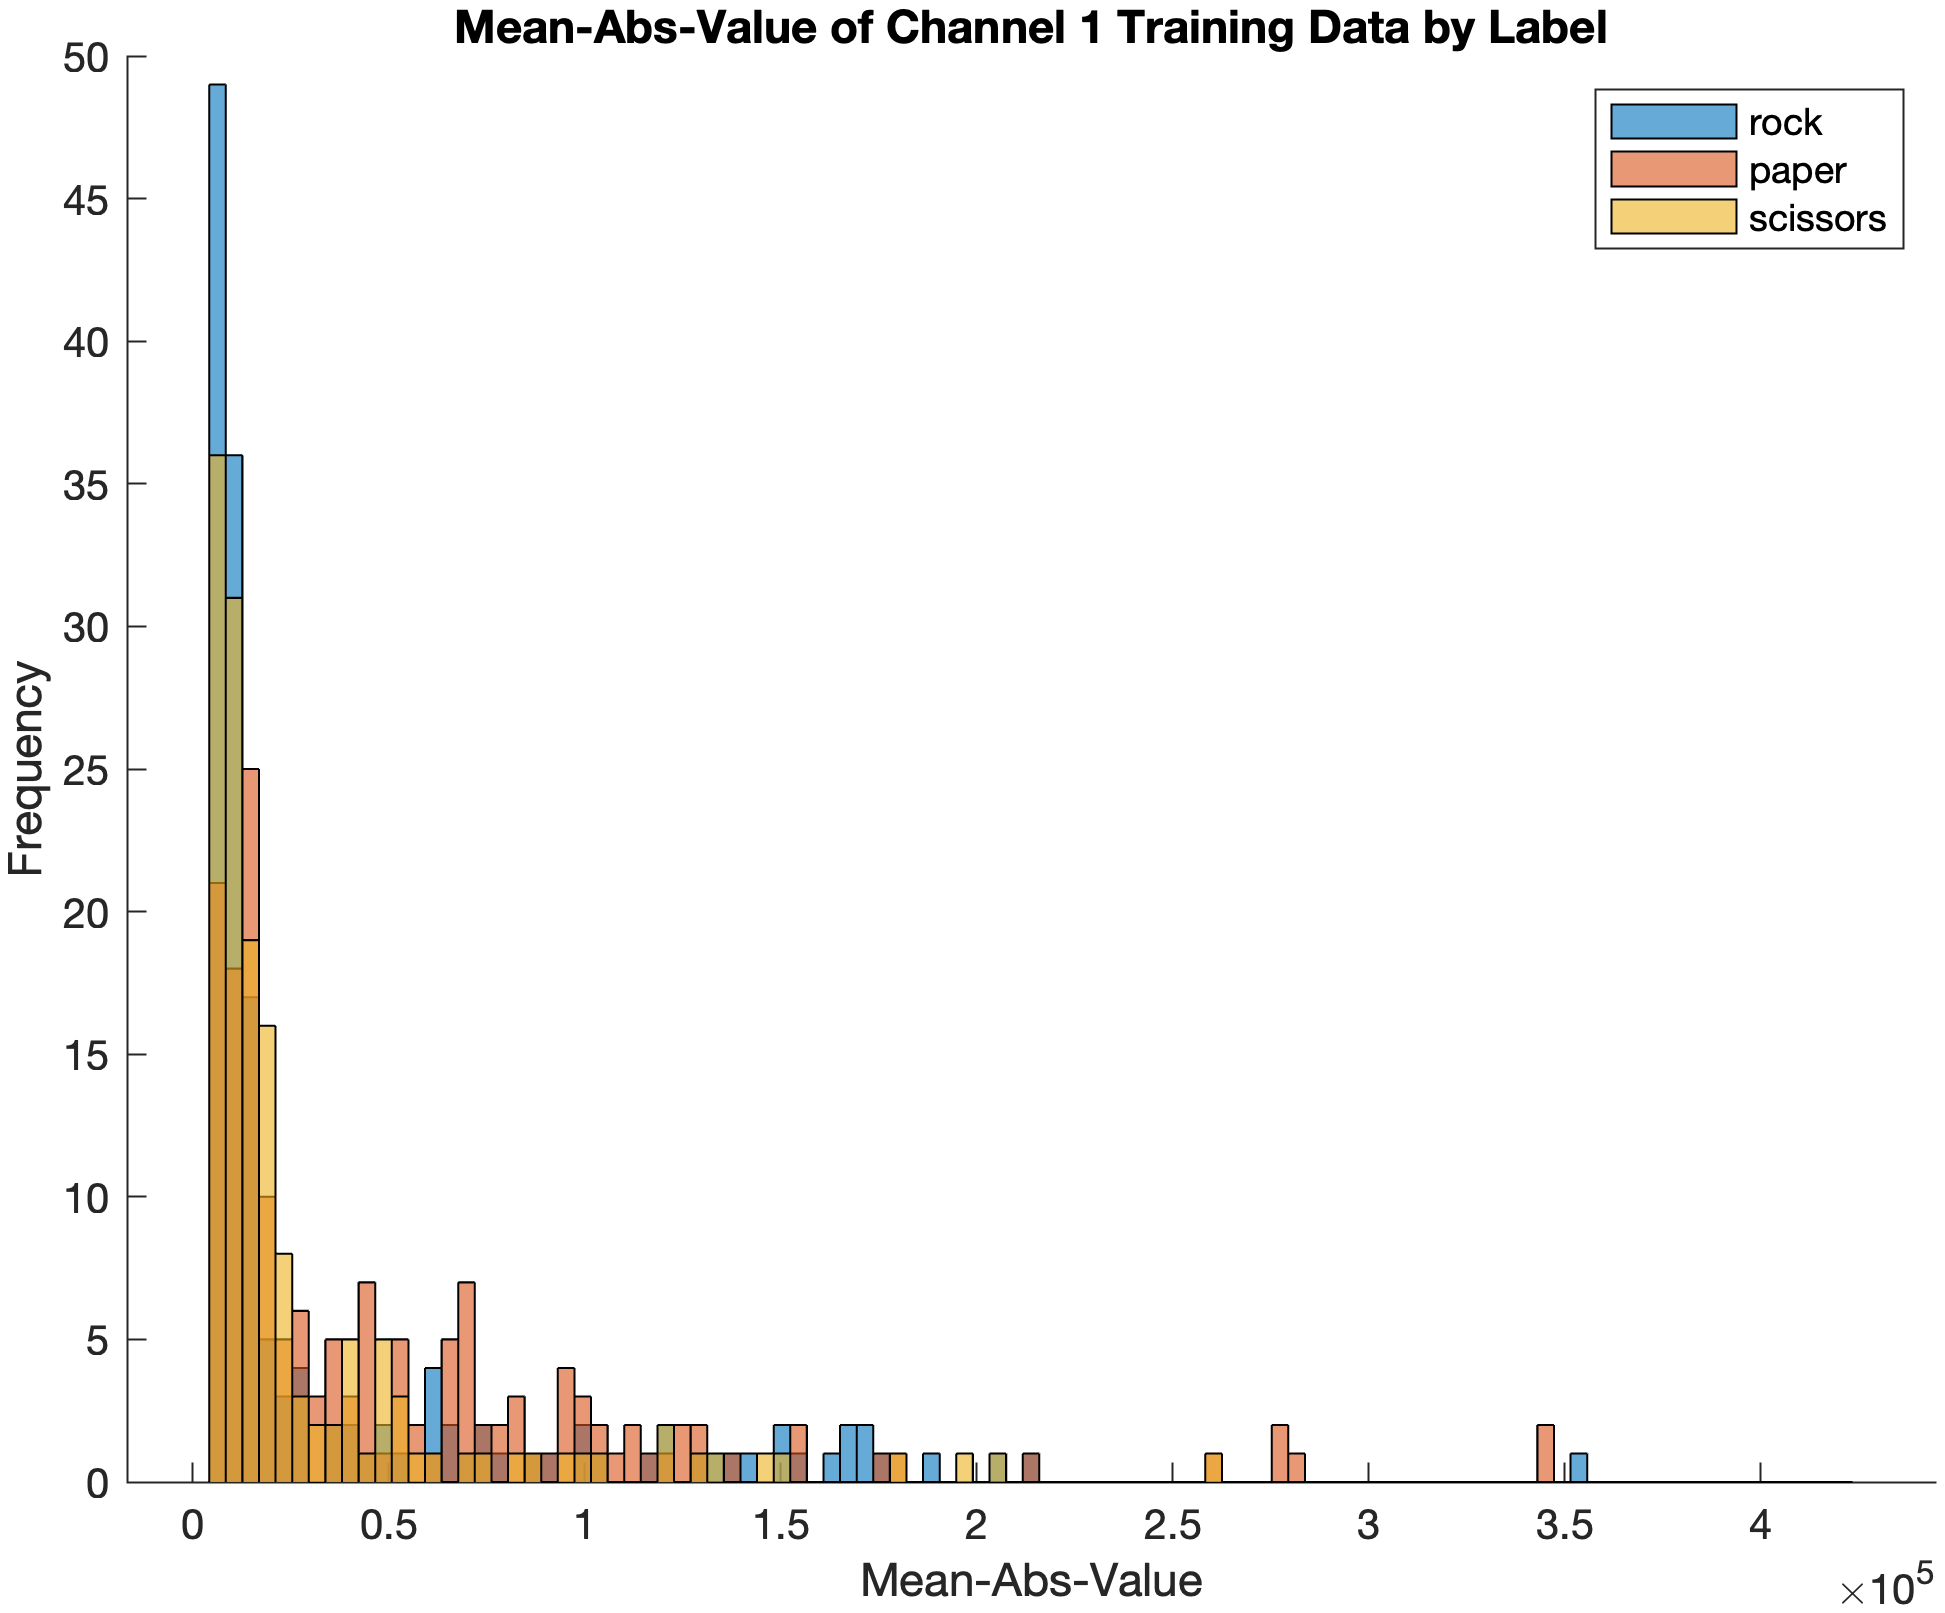 Mean-Abs-Value of Channel 1 Training Data by Label
rock
paper
scissors
Frequency
50
45
40
35
30
25
20
15
10
5
0
0 0.5 1 1.5 2 2.5 3 3.5 4
Mean-Abs-Value
×10⁵